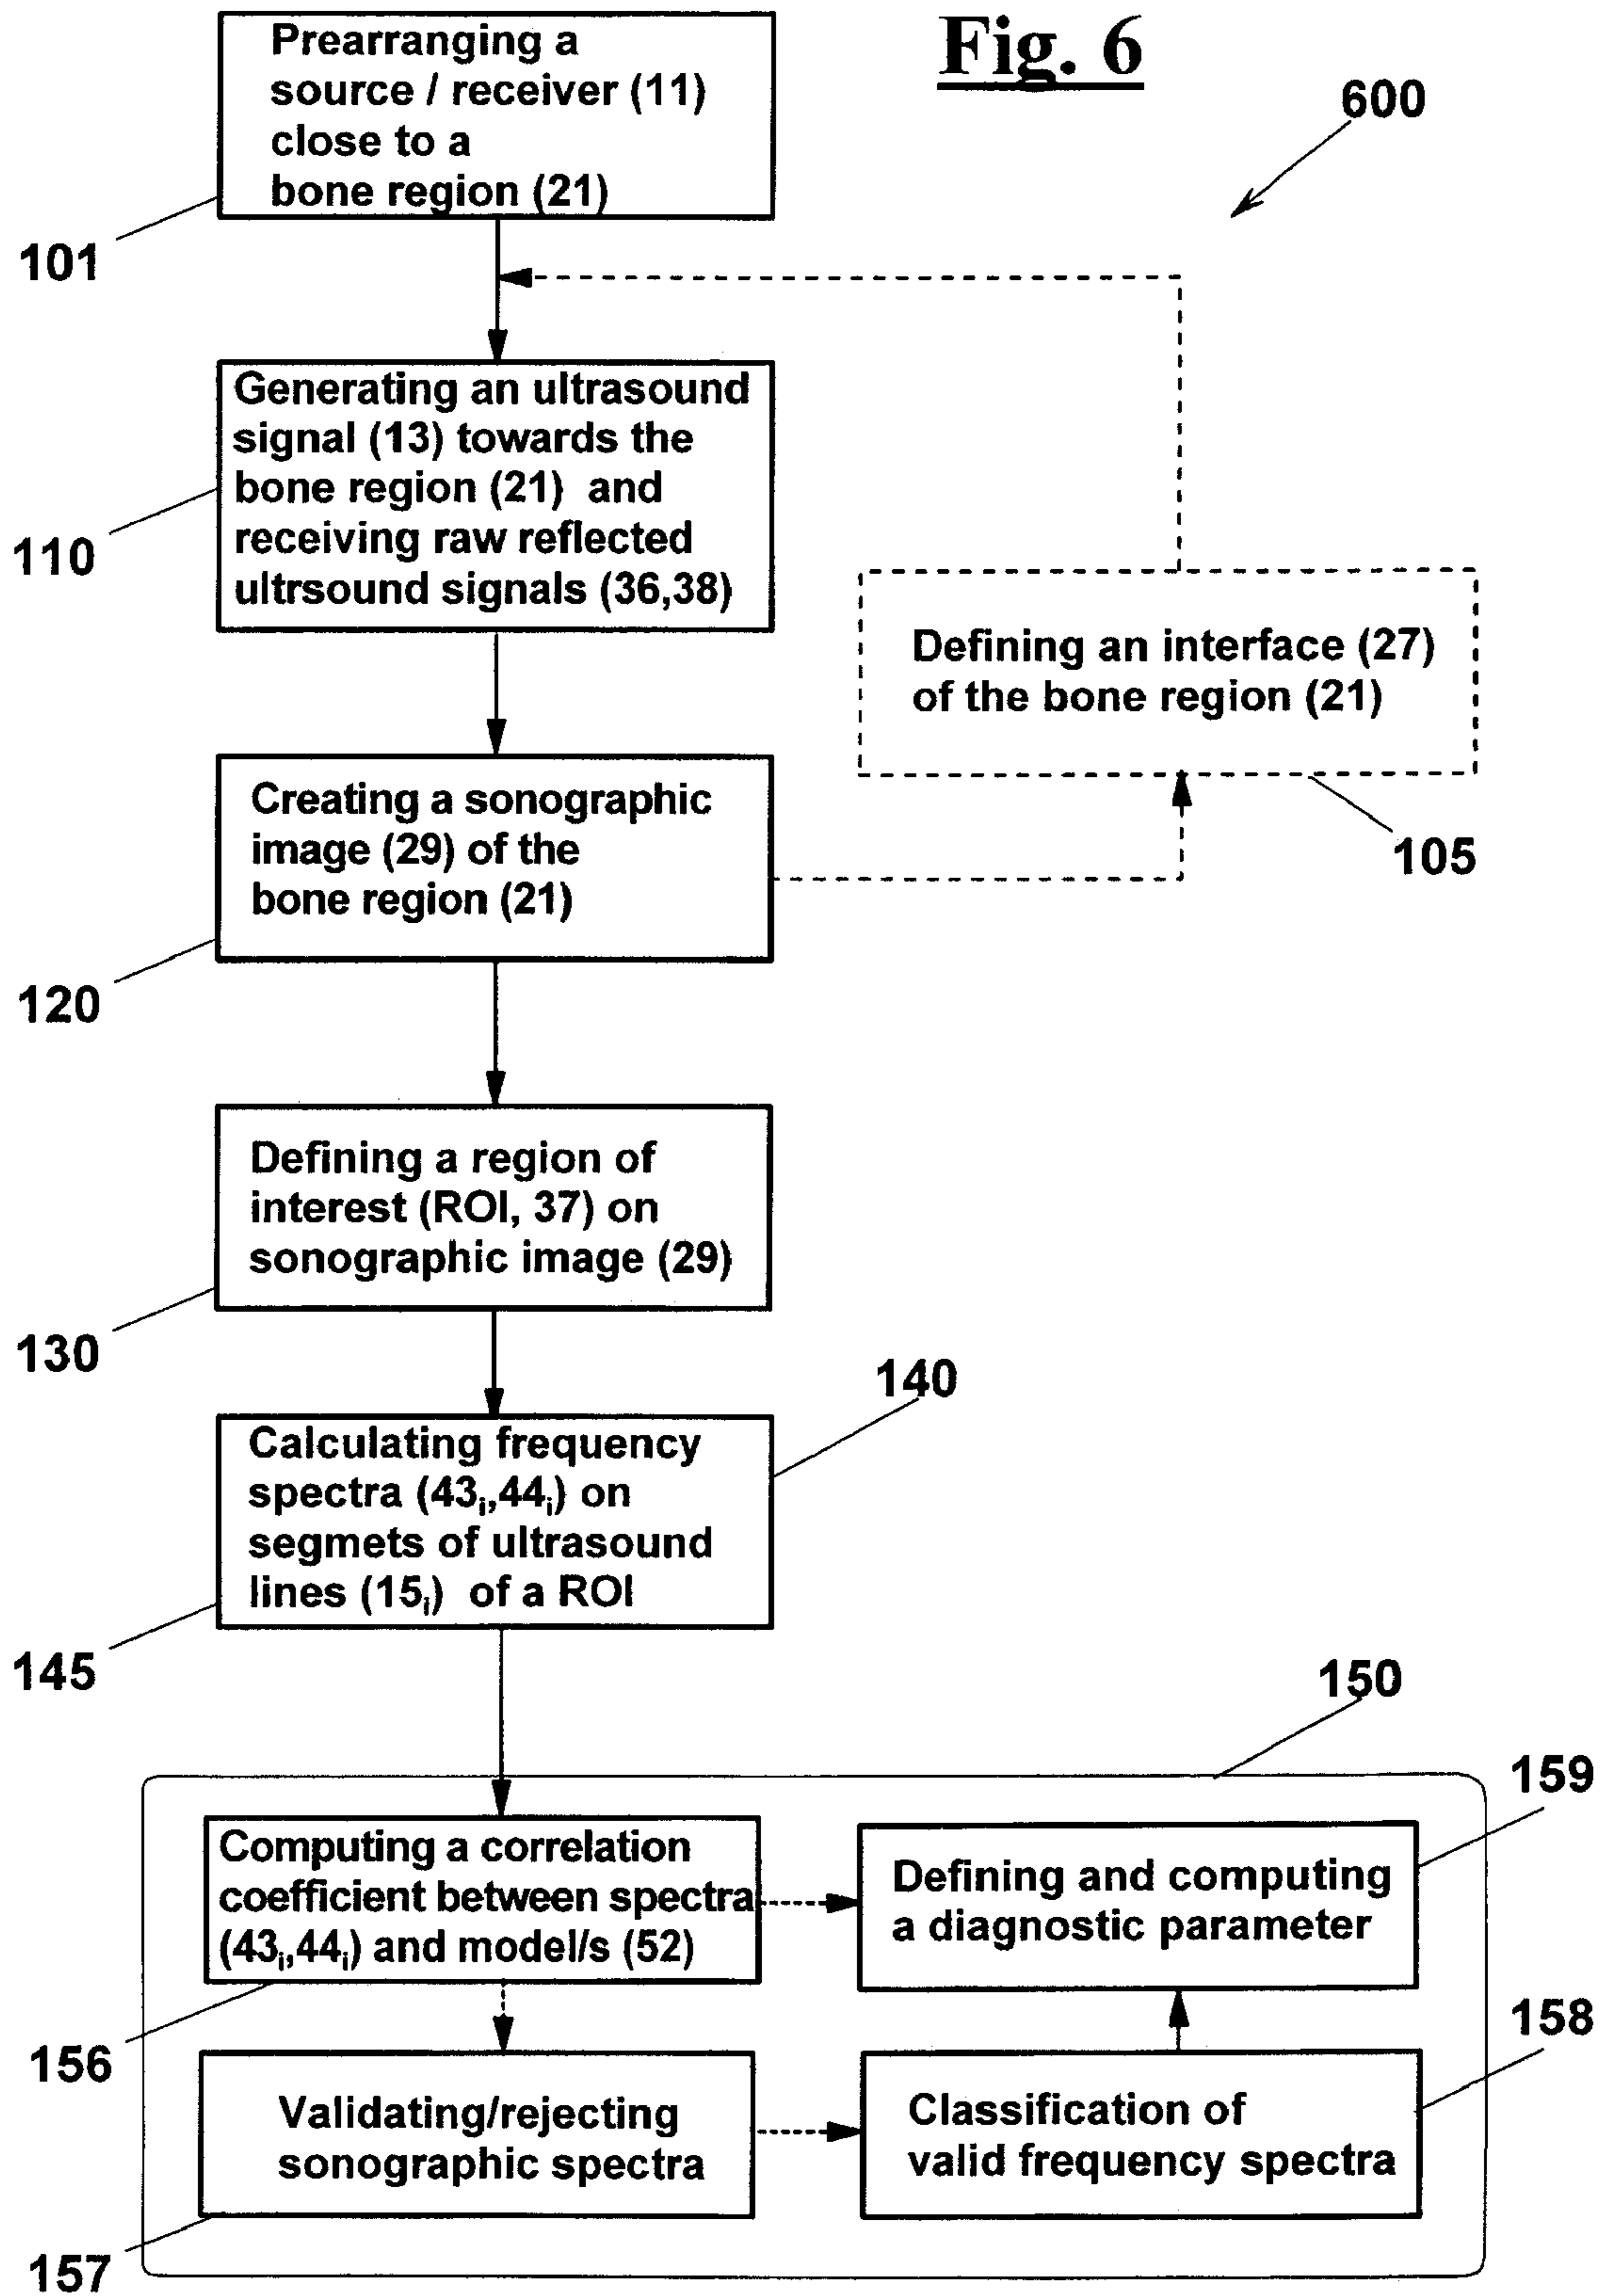 Fig. 6
600
Prearranging a
source / receiver (11)
close to a
bone region (21)
101
Generating an ultrasound
signal (13) towards the
bone region (21) and
receiving raw reflected
ultrsound signals (36,38)
110
Defining an interface (27)
of the bone region (21)
105
Creating a sonographic
image (29) of the
bone region (21)
120
Defining a region of
interest (ROI, 37) on
sonographic image (29)
130
140
Calculating frequency
spectra (43ᵢ,44ᵢ) on
segmets of ultrasound
lines (15ᵢ) of a ROI
145
150
Computing a correlation
coefficient between spectra
(43ᵢ,44ᵢ) and model/s (52)
156
159
Defining and computing
a diagnostic parameter
Validating/rejecting
sonographic spectra
157
158
Classification of
valid frequency spectra